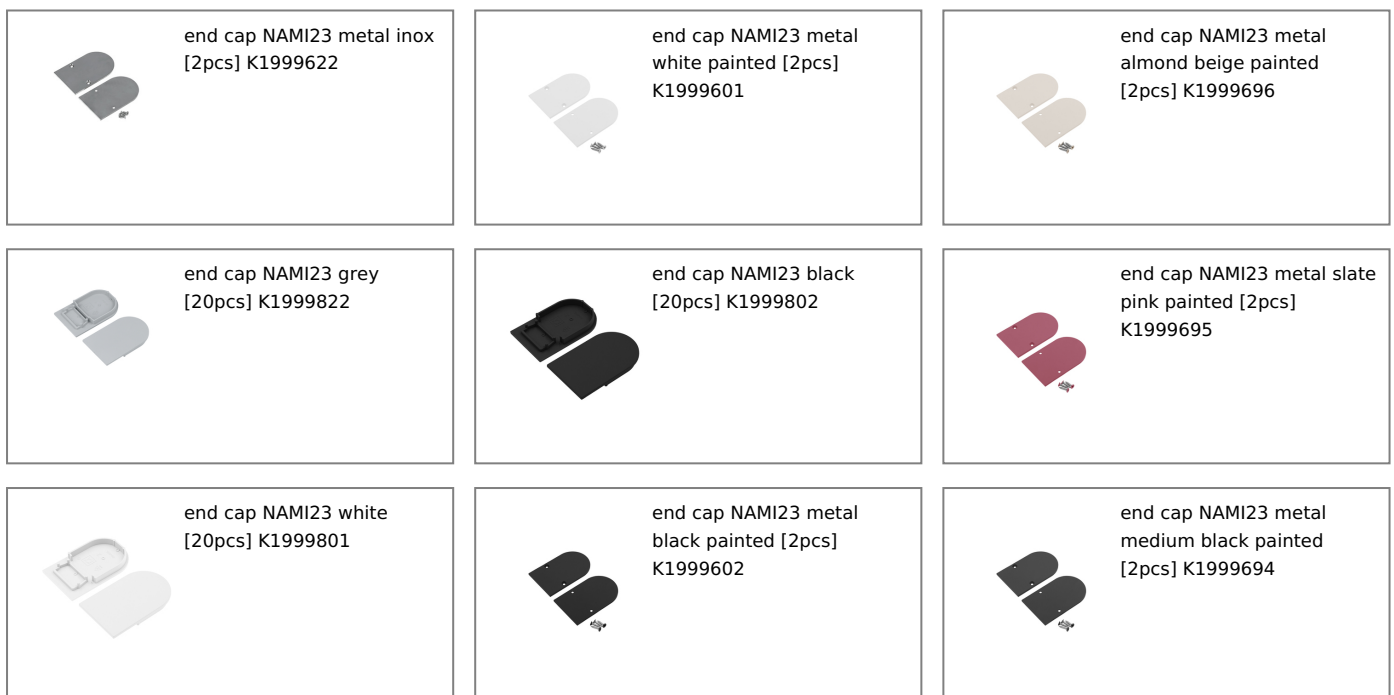 end cap NAMI23 metal inox
[2pcs] K1999622
end cap NAMI23 metal
white painted [2pcs]
K1999601
end cap NAMI23 metal
almond beige painted
[2pcs] K1999696
end cap NAMI23 grey
[20pcs] K1999822
end cap NAMI23 black
[20pcs] K1999802
end cap NAMI23 metal slate
pink painted [2pcs]
K1999695
end cap NAMI23 white
[20pcs] K1999801
end cap NAMI23 metal
black painted [2pcs]
K1999602
end cap NAMI23 metal
medium black painted
[2pcs] K1999694